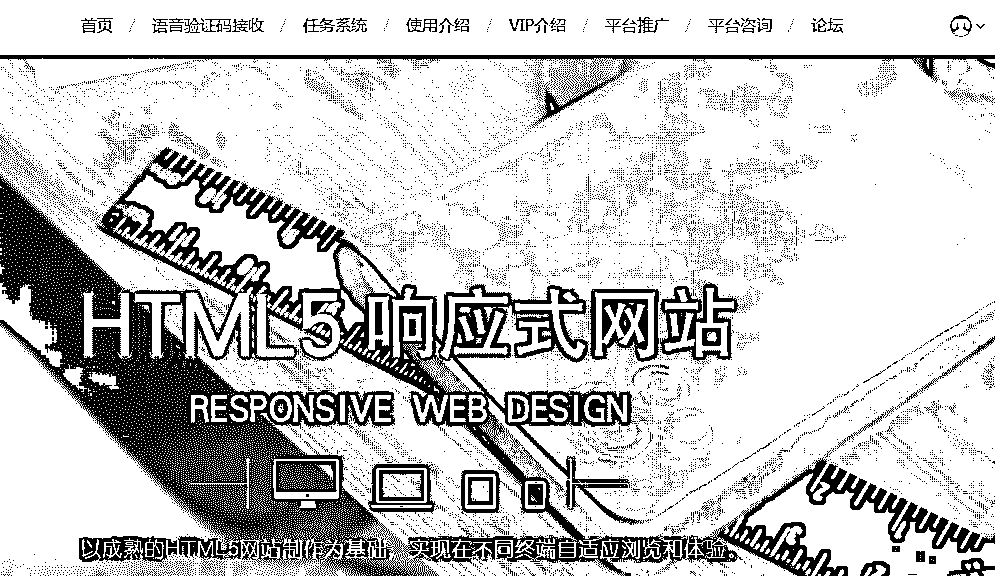 首页 / 语音验证码接收 / 任务系统 / 使用介绍 / VIP介绍 / 平台推广 / 平台咨询 / 论坛
HTML5 响应式网站
RESPONSIVE WEB DESIGN
以成熟的HTML5网站制作为基础，实现在不同终端自适应浏览和体验。